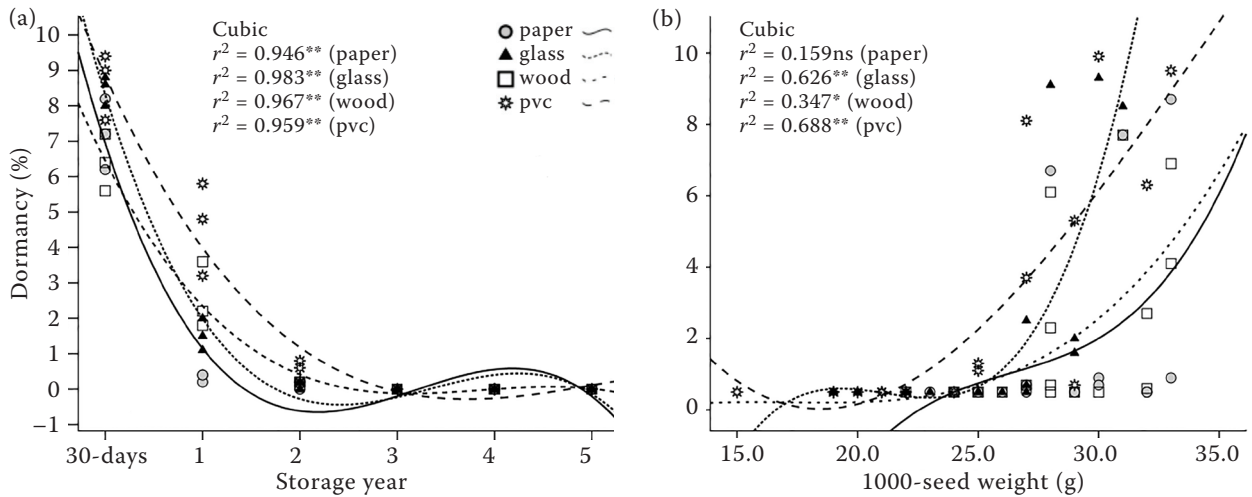 (a)
Cubic
r² = 0.946** (paper)
r² = 0.983** (glass)
r² = 0.967** (wood)
r² = 0.959** (pvc)
paper
glass
wood
pvc
Dormancy (%)
10
9
8
7
6
5
4
3
2
1
0
−1
30-days 1 2 3 4 5
Storage year
(b)
Cubic
r² = 0.159ns (paper)
r² = 0.626** (glass)
r² = 0.347* (wood)
r² = 0.688** (pvc)
10
8
6
4
2
0
15.0 20.0 25.0 30.0 35.0
1000-seed weight (g)